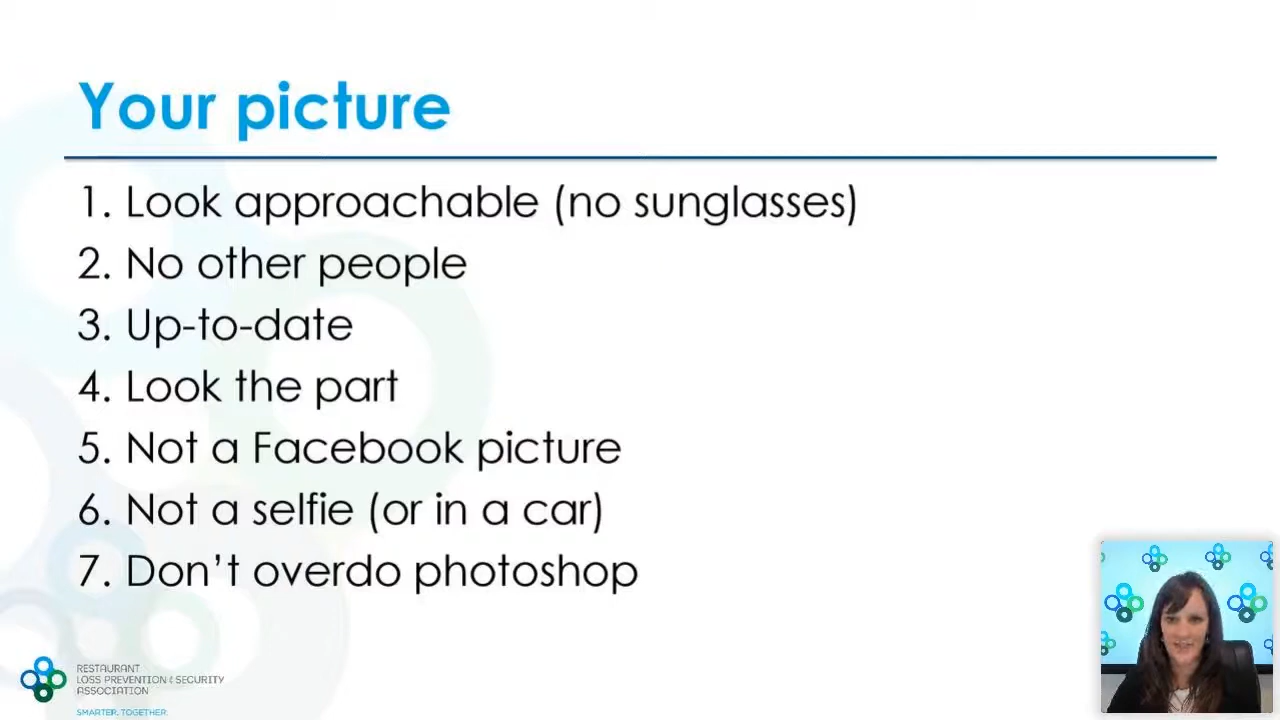 Your picture
1. Look approachable (no sunglasses)
2. No other people
3. Up-to-date
4. Look the part
5. Not a Facebook picture
6. Not a selfie (or in a car)
7. Don’t overdo photoshop
RESTAURANT
LOSS PREVENTION & SECURITY
ASSOCIATION
SMARTER. TOGETHER.